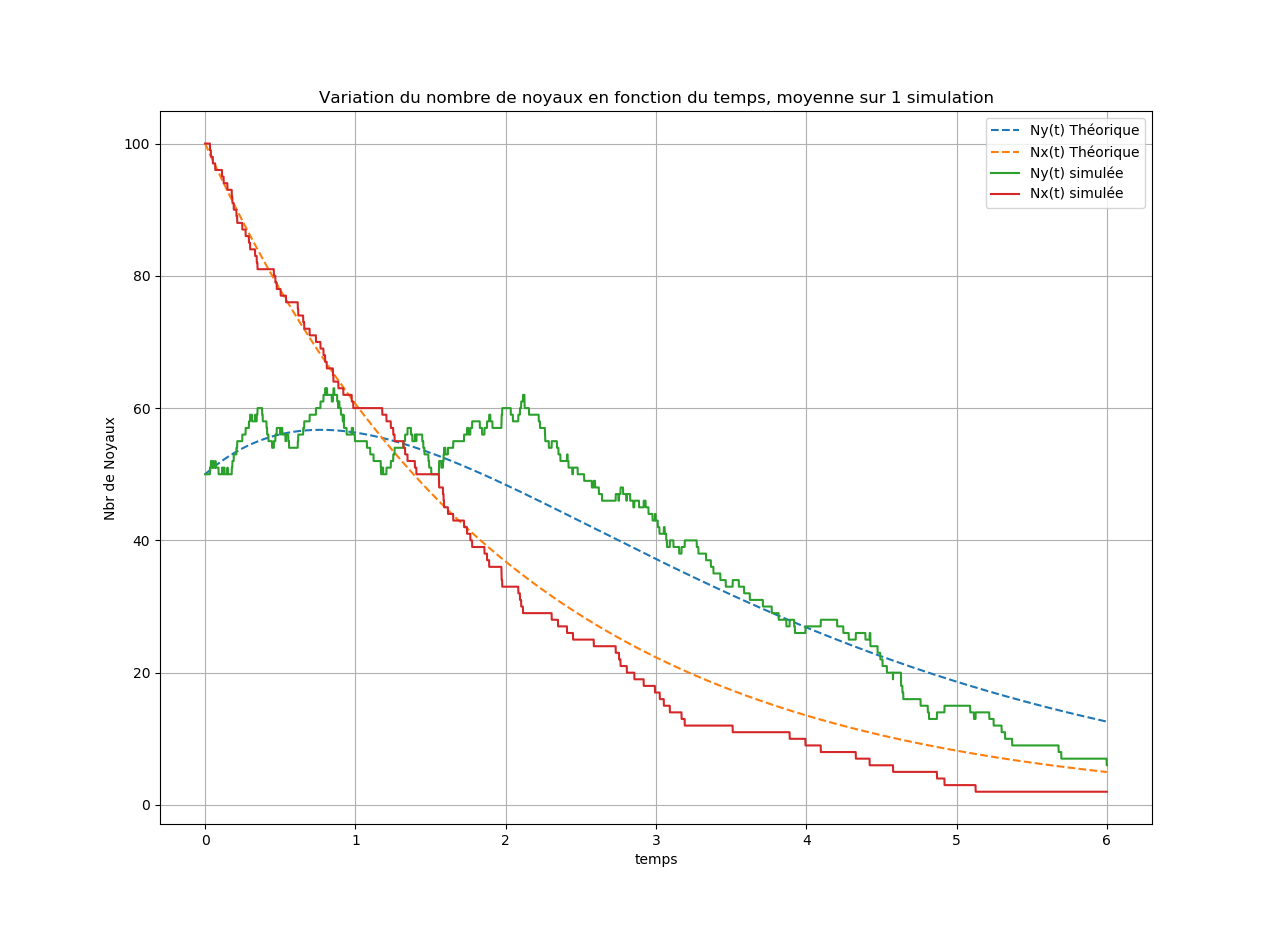 Variation du nombre de noyaux en fonction du temps, moyenne sur 1 simulation
Ny(t) Théorique
Nx(t) Théorique
Ny(t) simulée
Nx(t) simulée
100
80
60
40
20
0
Nbr de Noyaux
0 1 2 3 4 5 6
temps